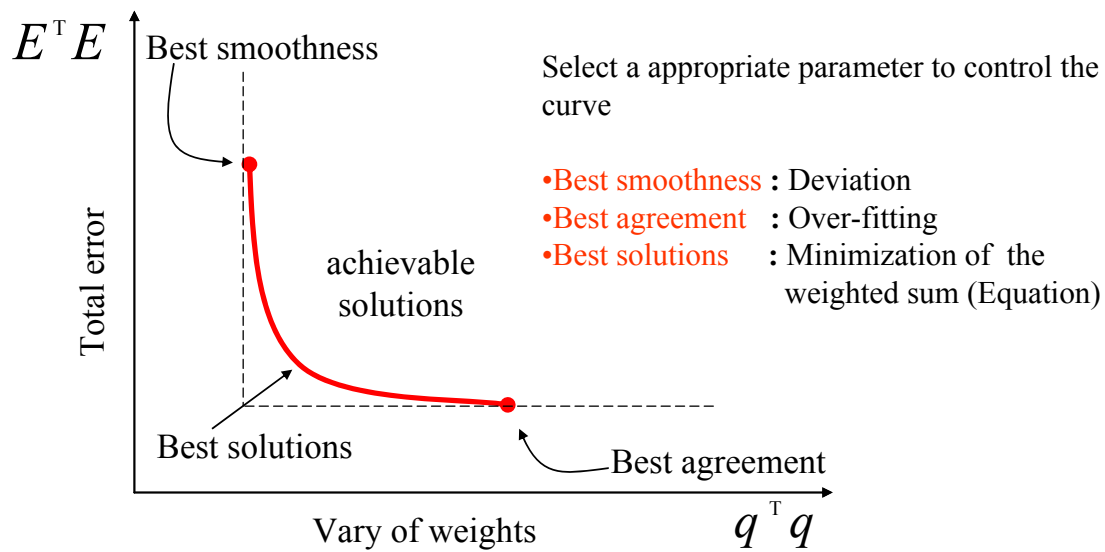 E^T E
Best smoothness
Select a appropriate parameter to control the
curve
•Best smoothness : Deviation
•Best agreement : Over-fitting
•Best solutions : Minimization of the
weighted sum (Equation)
Total error
achievable
solutions
Best solutions
Best agreement
Vary of weights
q^T q